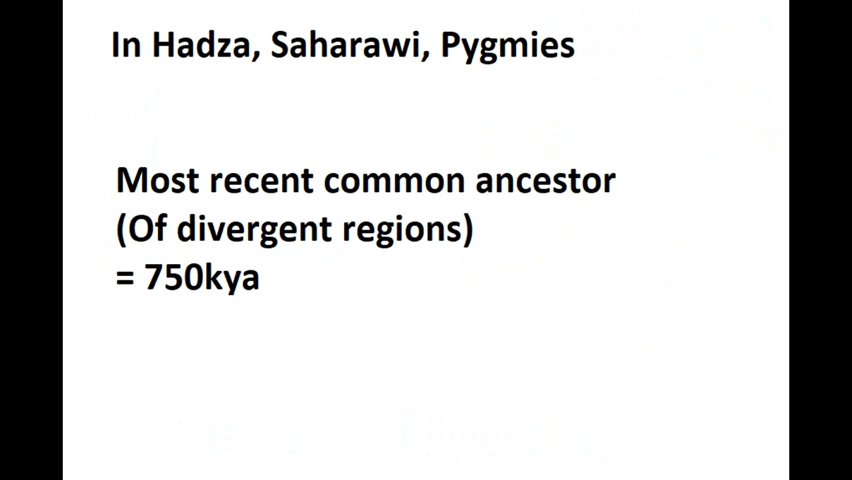 In Hadza, Saharawi, Pygmies
Most recent common ancestor
(Of divergent regions)
= 750kya